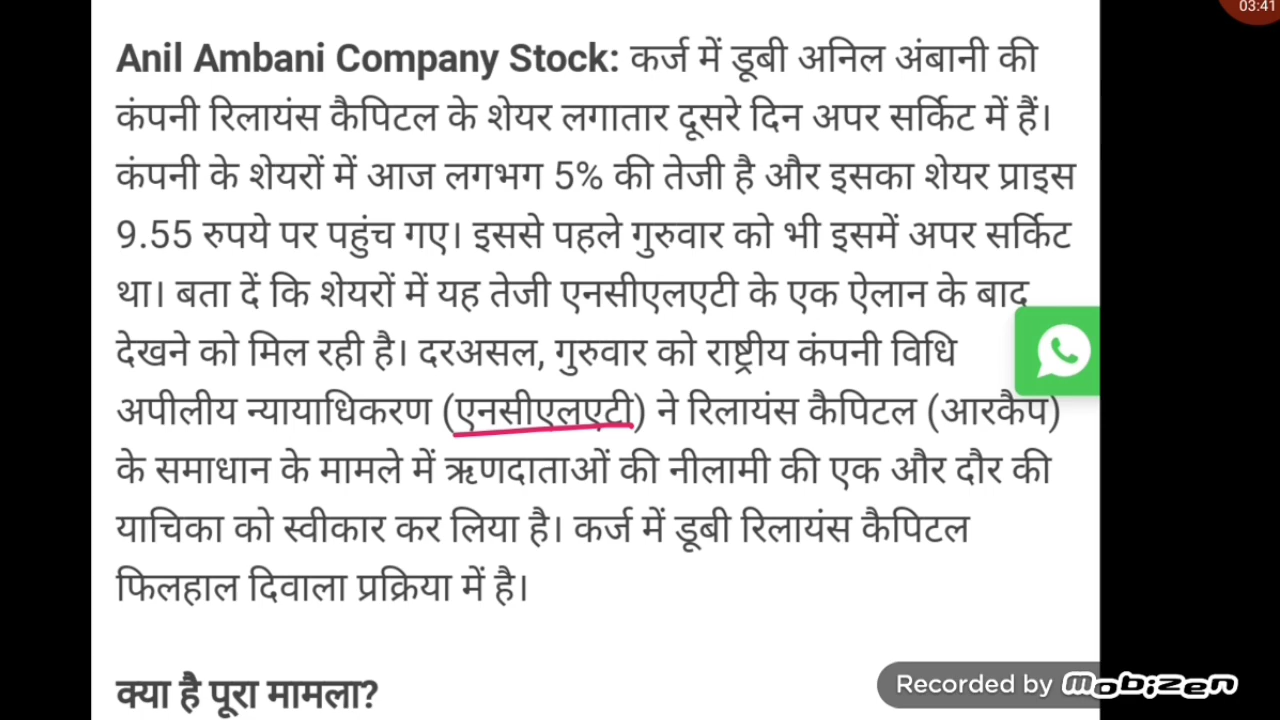 03:41
Anil Ambani Company Stock: कर्ज में डूबी अनिल अंबानी की
कंपनी रिलायंस कैपिटल के शेयर लगातार दूसरे दिन अपर सर्किट में हैं।
कंपनी के शेयरों में आज लगभग 5% की तेजी है और इसका शेयर प्राइस
9.55 रुपये पर पहुंच गए। इससे पहले गुरुवार को भी इसमें अपर सर्किट
था। बता दें कि शेयरों में यह तेजी एनसीएलएटी के एक ऐलान के बाद
देखने को मिल रही है। दरअसल, गुरुवार को राष्ट्रीय कंपनी विधि
अपीलीय न्यायाधिकरण (एनसीएलएटी) ने रिलायंस कैपिटल (आरकैप)
के समाधान के मामले में ऋणदाताओं की नीलामी की एक और दौर की
याचिका को स्वीकार कर लिया है। कर्ज में डूबी रिलायंस कैपिटल
फिलहाल दिवाला प्रक्रिया में है।
क्या है पूरा मामला?
Recorded by mobizen